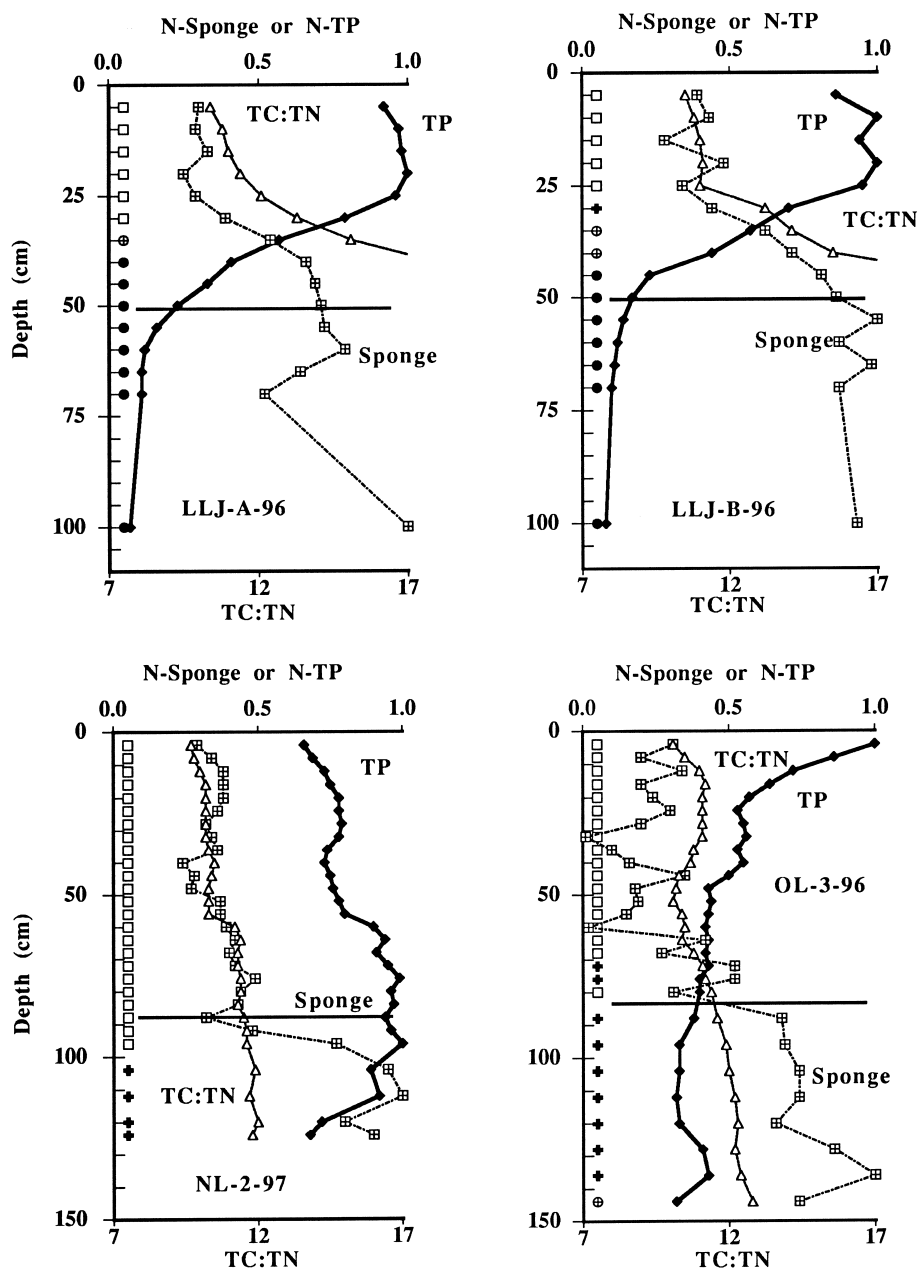 N-Sponge or N-TP
0.0 0.5 1.0
0
25
50
75
100
Depth (cm)
TC:TN
TP
Sponge
LLJ-A-96
7 12 17
TC:TN
N-Sponge or N-TP
0.0 0.5 1.0
0
25
50
75
100
TP
TC:TN
Sponge
LLJ-B-96
7 12 17
TC:TN
N-Sponge or N-TP
0.0 0.5 1.0
0
50
100
150
Depth (cm)
TP
Sponge
TC:TN
NL-2-97
7 12 17
TC:TN
N-Sponge or N-TP
0.0 0.5 1.0
0
50
100
150
TC:TN
TP
OL-3-96
Sponge
7 12 17
TC:TN